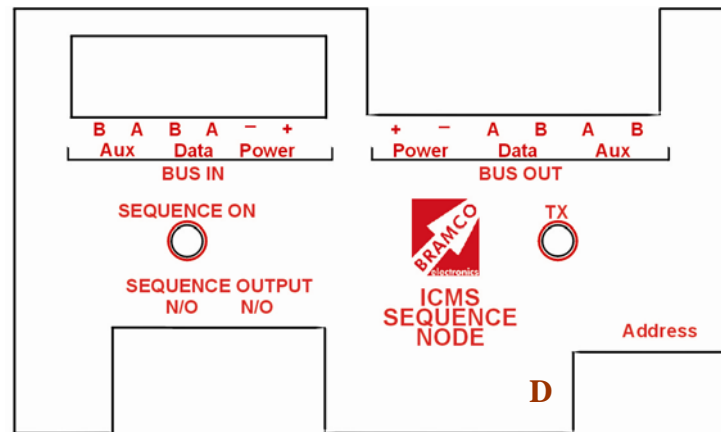 B A B A − + + − A B A B
Aux Data Power Power Data Aux
BUS IN BUS OUT
SEQUENCE ON TX
BRAMCO
electronics
SEQUENCE OUTPUT
N/O N/O
ICMS
SEQUENCE
NODE
Address
D